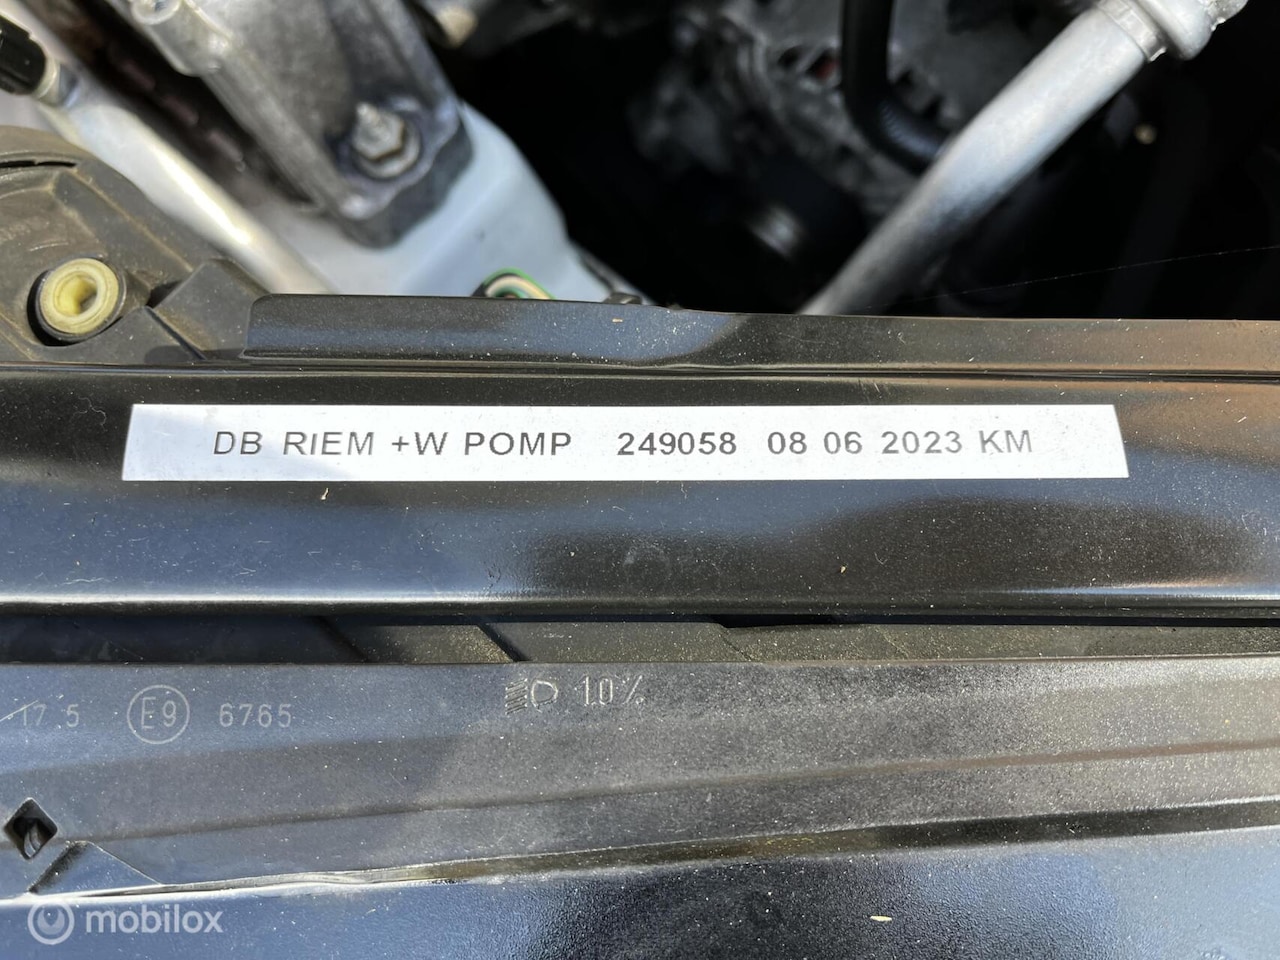 DB RIEM +W POMP 249058 08 06 2023 KM
17 5 E9 6765 10%
mobilox